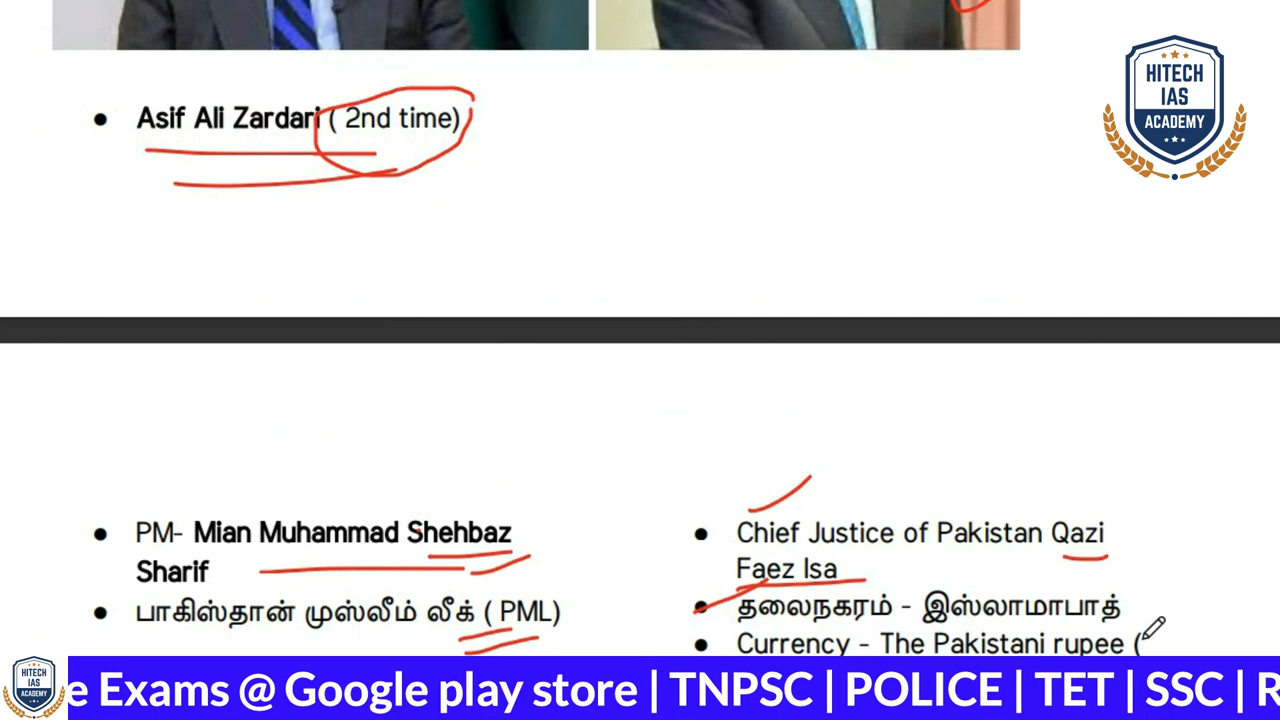 HITECH
IAS
ACADEMY
Asif Ali Zardari ( 2nd time)
PM- Mian Muhammad Shehbaz
Sharif
பாகிஸ்தான் முஸ்லீம் லீக் ( PML)
Chief Justice of Pakistan Qazi
Faez Isa
தலைநகரம் - இஸ்லாமாபாத்
Currency - The Pakistani rupee (
HITECH
IAS
ACADEMY
e Exams @ Google play store | TNPSC | POLICE | TET | SSC | R